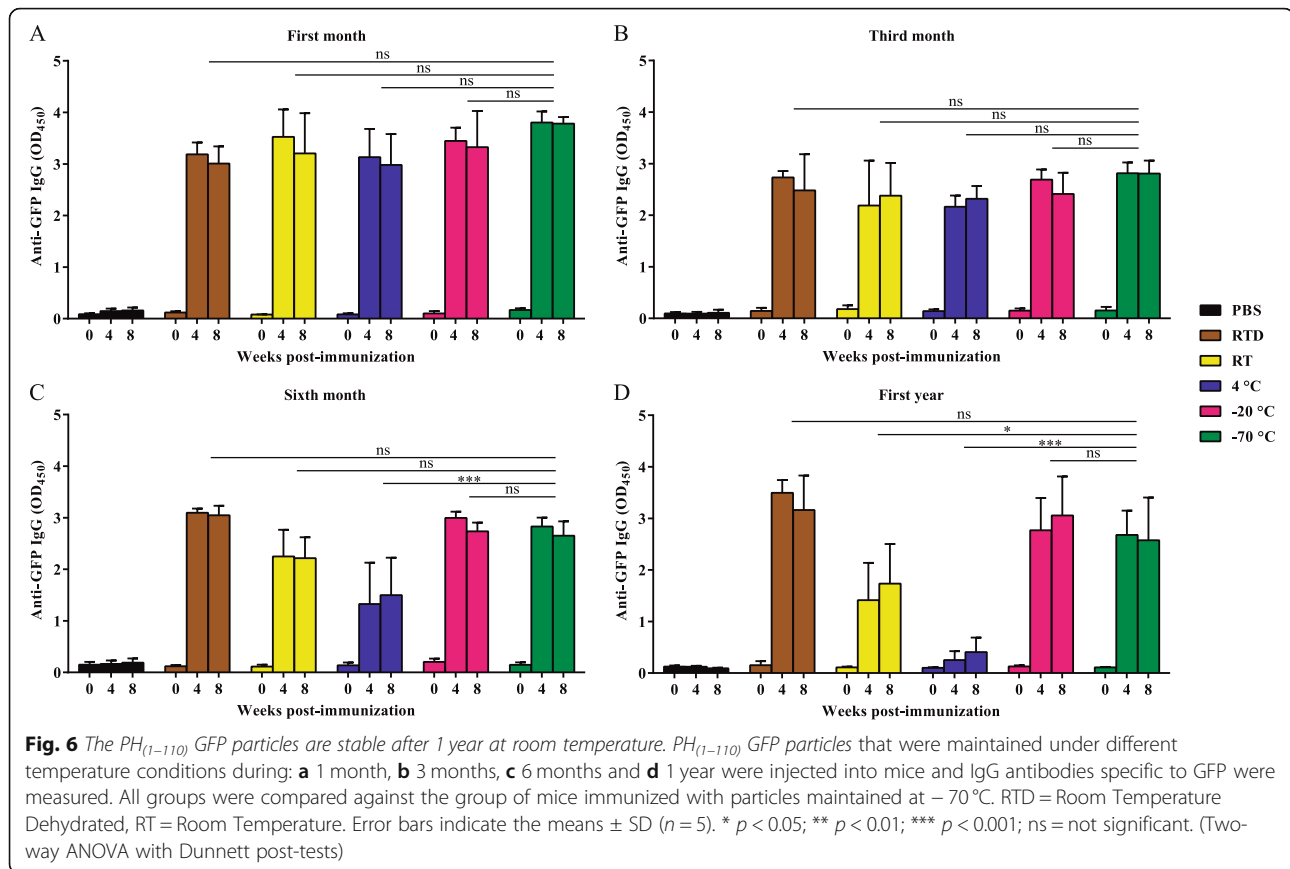 A
First month
ns
ns
ns
ns
5
4
3
2
1
0
Anti-GFP IgG (OD450)
0 4 8 0 4 8 0 4 8 0 4 8 0 4 8 0 4 8
Weeks post-immunization
B
Third month
ns
ns
ns
ns
5
4
3
2
1
0
Anti-GFP IgG (OD450)
0 4 8 0 4 8 0 4 8 0 4 8 0 4 8 0 4 8
Weeks post-immunization
PBS
RTD
RT
4 °C
-20 °C
-70 °C
C
Sixth month
ns
ns
***
ns
5
4
3
2
1
0
Anti-GFP IgG (OD450)
0 4 8 0 4 8 0 4 8 0 4 8 0 4 8 0 4 8
Weeks post-immunization
D
First year
ns
*
***
ns
5
4
3
2
1
0
Anti-GFP IgG (OD450)
0 4 8 0 4 8 0 4 8 0 4 8 0 4 8 0 4 8
Weeks post-immunization
Fig. 6 The PH(1–110) GFP particles are stable after 1 year at room temperature. PH(1–110) GFP particles that were maintained under different
temperature conditions during: a 1 month, b 3 months, c 6 months and d 1 year were injected into mice and IgG antibodies specific to GFP were
measured. All groups were compared against the group of mice immunized with particles maintained at − 70 °C. RTD = Room Temperature
Dehydrated, RT = Room Temperature. Error bars indicate the means ± SD (n = 5). * p < 0.05; ** p < 0.01; *** p < 0.001; ns = not significant. (Two-
way ANOVA with Dunnett post-tests)